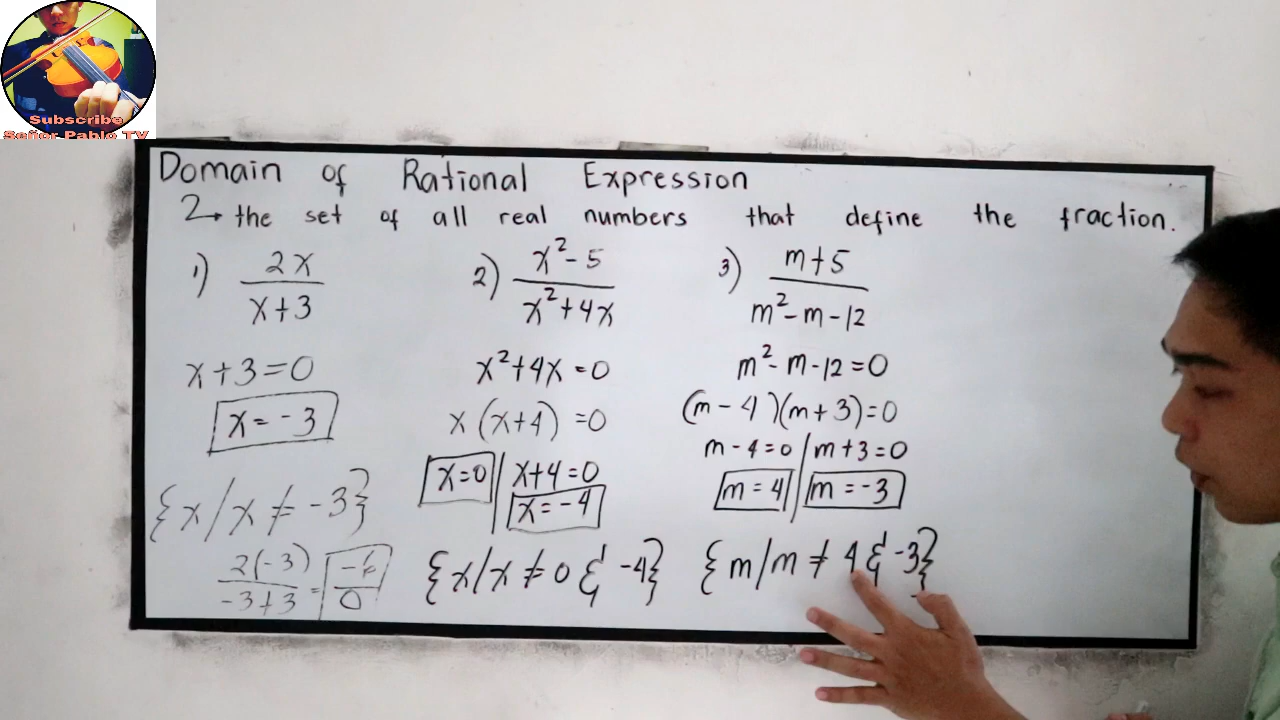 Subscribe
Señor Pablo TV
Domain of Rational Expression
→ the set of all real numbers that define the fraction.
1) 2x / x+3
x+3=0
x=-3
{x/x≠-3}
2(-3) / -3+3 = -6 / 0
2) x²-5 / x²+4x
x²+4x=0
x(x+4)=0
x=0 | x+4=0
x=-4
{x/x≠0 & -4}
3) m+5 / m²-m-12
m²-m-12=0
(m-4)(m+3)=0
m-4=0 | m+3=0
m=4 | m=-3
{m/m≠4 & -3}